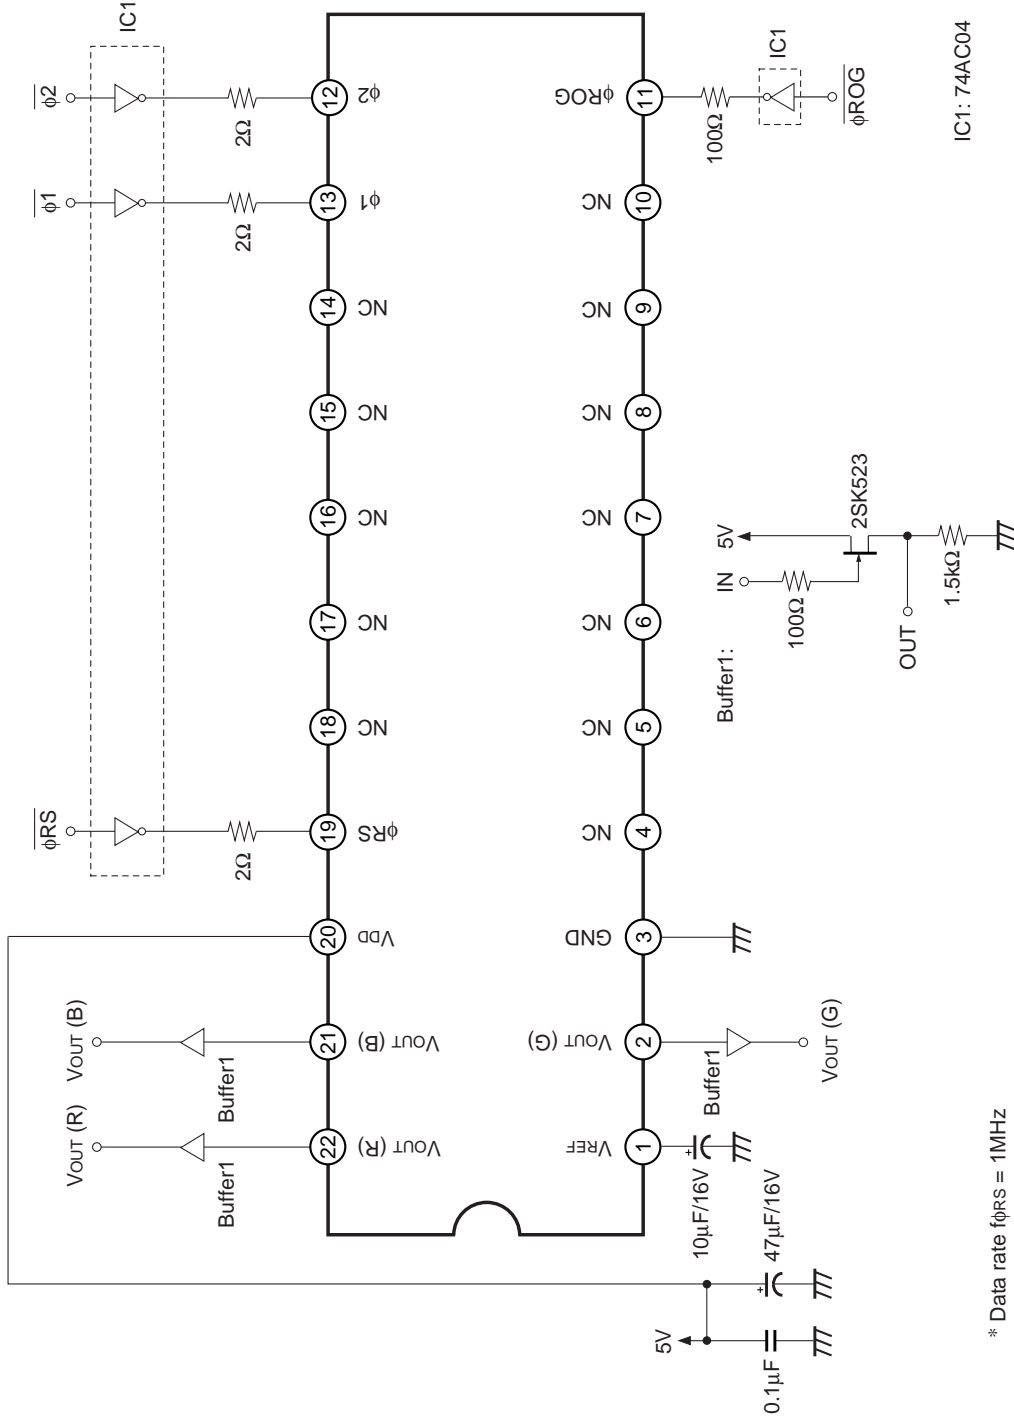 IC1
φ2
φ1
φRS
2Ω
2Ω
2Ω
VOUT (B)
VOUT (R)
Buffer1
Buffer1
22
21
20
19
18
17
16
15
14
13
12
VOUT (R)
VOUT (B)
VDD
φRS
NC
NC
NC
NC
NC
φ1
φ2
VREF
VOUT (G)
GND
NC
NC
NC
NC
NC
NC
NC
φROG
1
2
3
4
5
6
7
8
9
10
11
10µF/16V
47µF/16V
5V
0.1µF
Buffer1
VOUT (G)
Buffer1:
IN
5V
100Ω
2SK523
OUT
1.5kΩ
100Ω
IC1
φROG
IC1: 74AC04
* Data rate fφRS = 1MHz